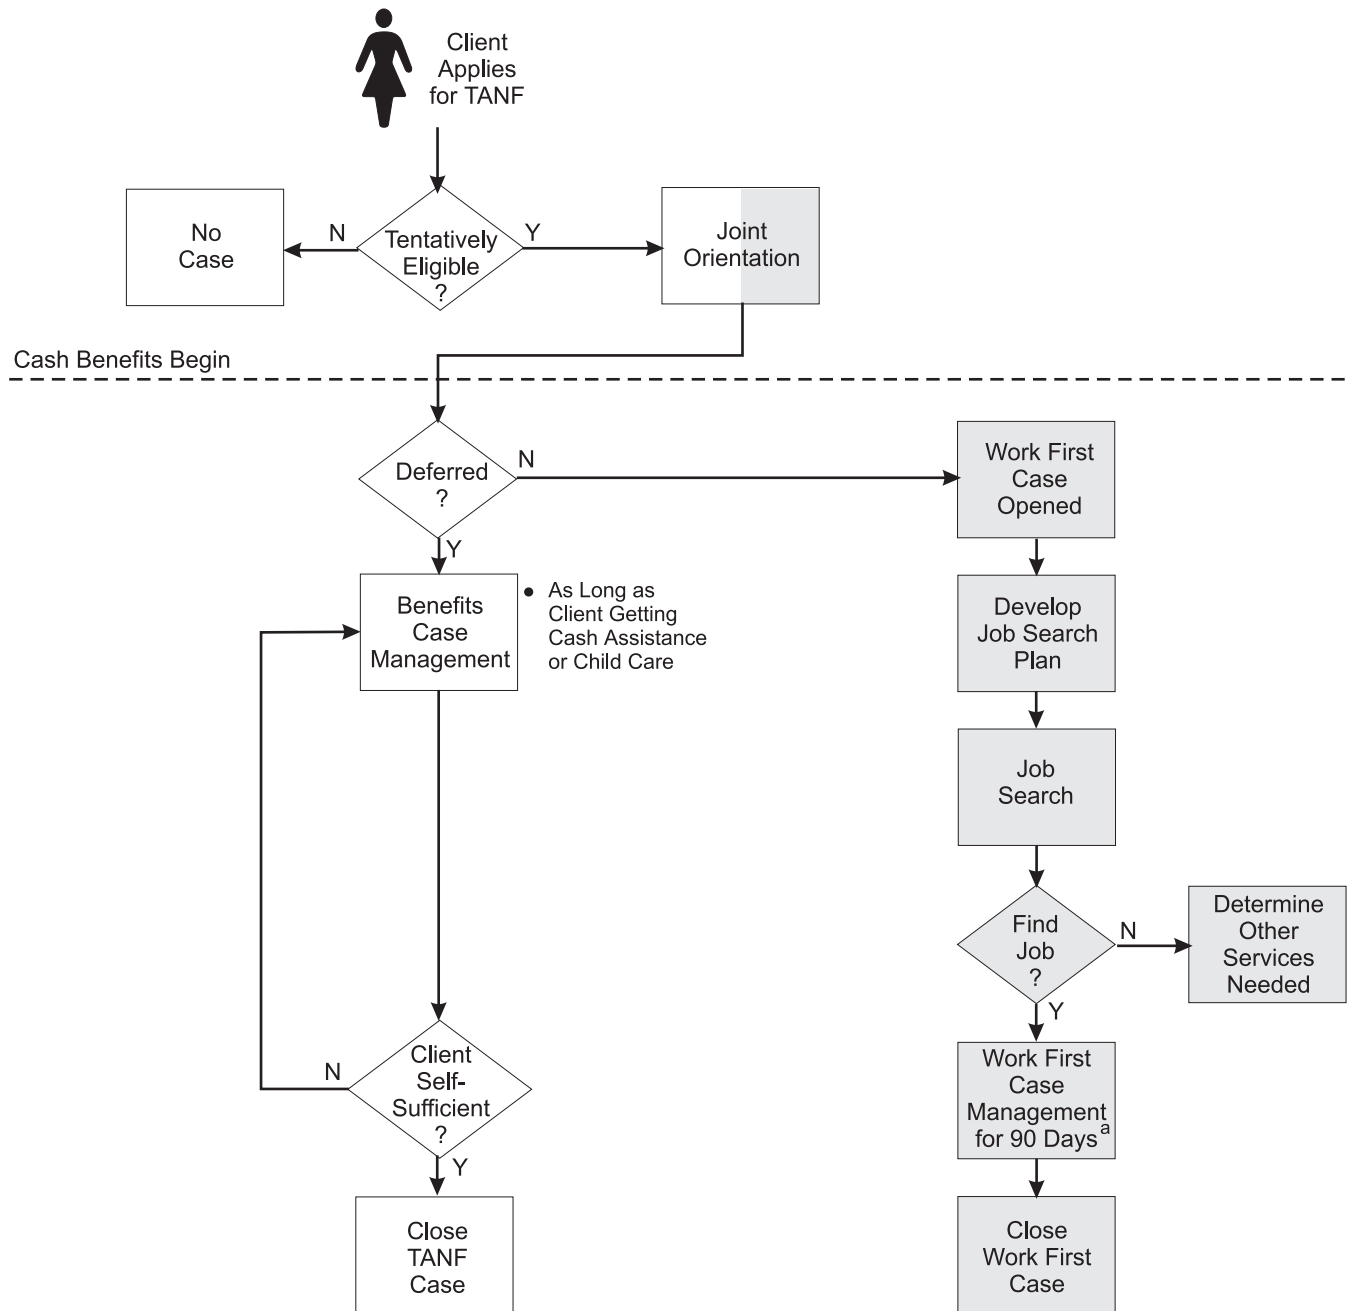 Client
Applies
for TANF
No
Case
N
Tentatively
Eligible
?
Y
Joint
Orientation
Cash Benefits Begin
Deferred
?
N
Y
Work First
Case
Opened
Benefits
Case
Management
● As Long as
Client Getting
Cash Assistance
or Child Care
Develop
Job Search
Plan
Job
Search
Find
Job
?
N
Determine
Other
Services
Needed
Y
Client
Self-
Sufficient
?
N
Y
Work First
Case
Management
for 90 Days a
Close
TANF
Case
Close
Work First
Case